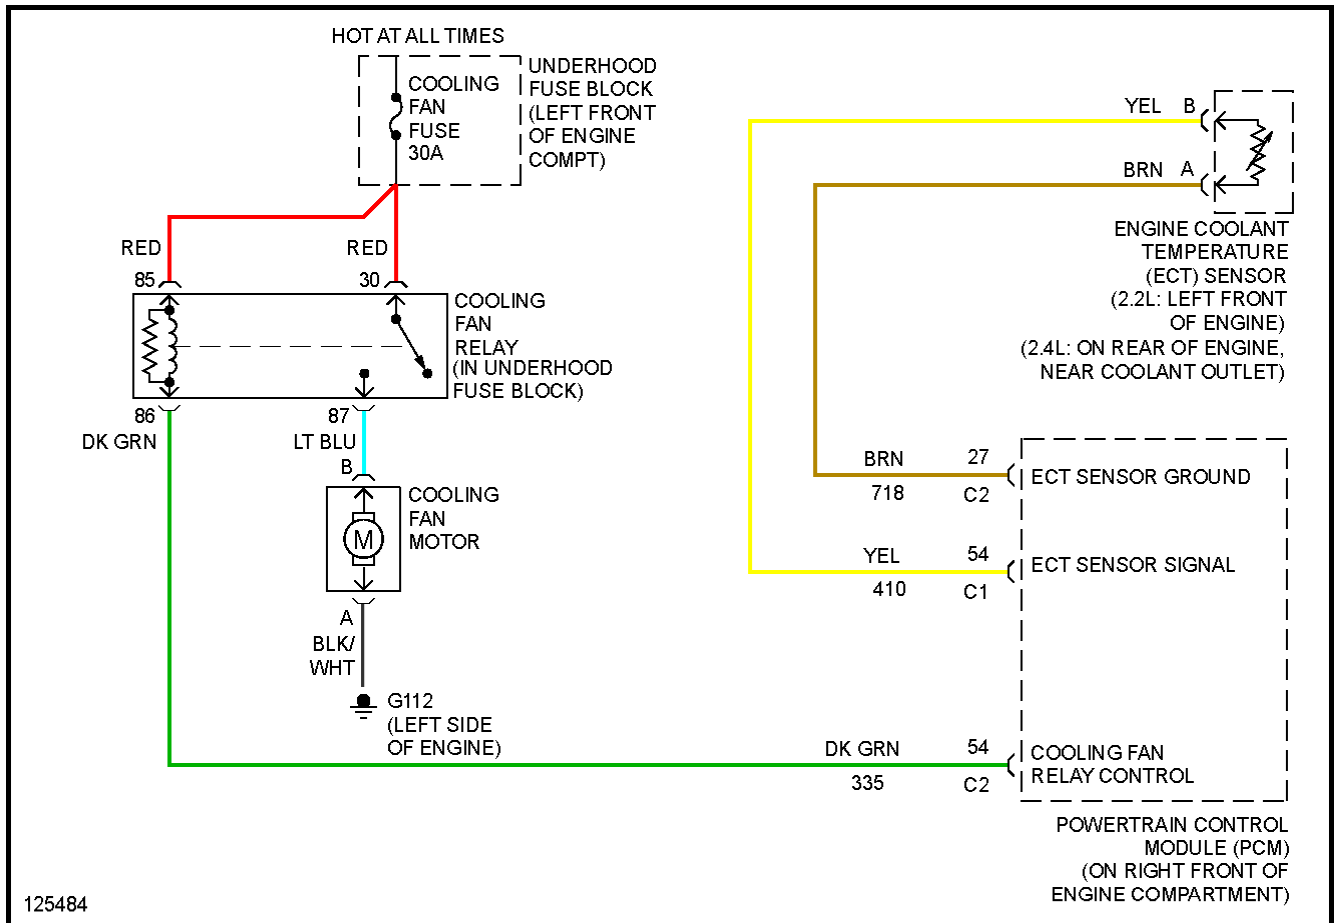 HOT AT ALL TIMES
COOLING
FAN
FUSE
30A
UNDERHOOD
FUSE BLOCK
(LEFT FRONT
OF ENGINE
COMPT)
RED
RED
85
30
COOLING
FAN
RELAY
(IN UNDERHOOD
FUSE BLOCK)
86
87
DK GRN
LT BLU
B
COOLING
FAN
MOTOR
M
A
BLK/
WHT
G112
(LEFT SIDE
OF ENGINE)
YEL B
BRN A
ENGINE COOLANT
TEMPERATURE
(ECT) SENSOR
(2.2L: LEFT FRONT
OF ENGINE)
(2.4L: ON REAR OF ENGINE,
NEAR COOLANT OUTLET)
BRN 27
718 C2
ECT SENSOR GROUND
YEL 54
410 C1
ECT SENSOR SIGNAL
DK GRN 54
335 C2
COOLING FAN
RELAY CONTROL
POWERTRAIN CONTROL
MODULE (PCM)
(ON RIGHT FRONT OF
ENGINE COMPARTMENT)
125484